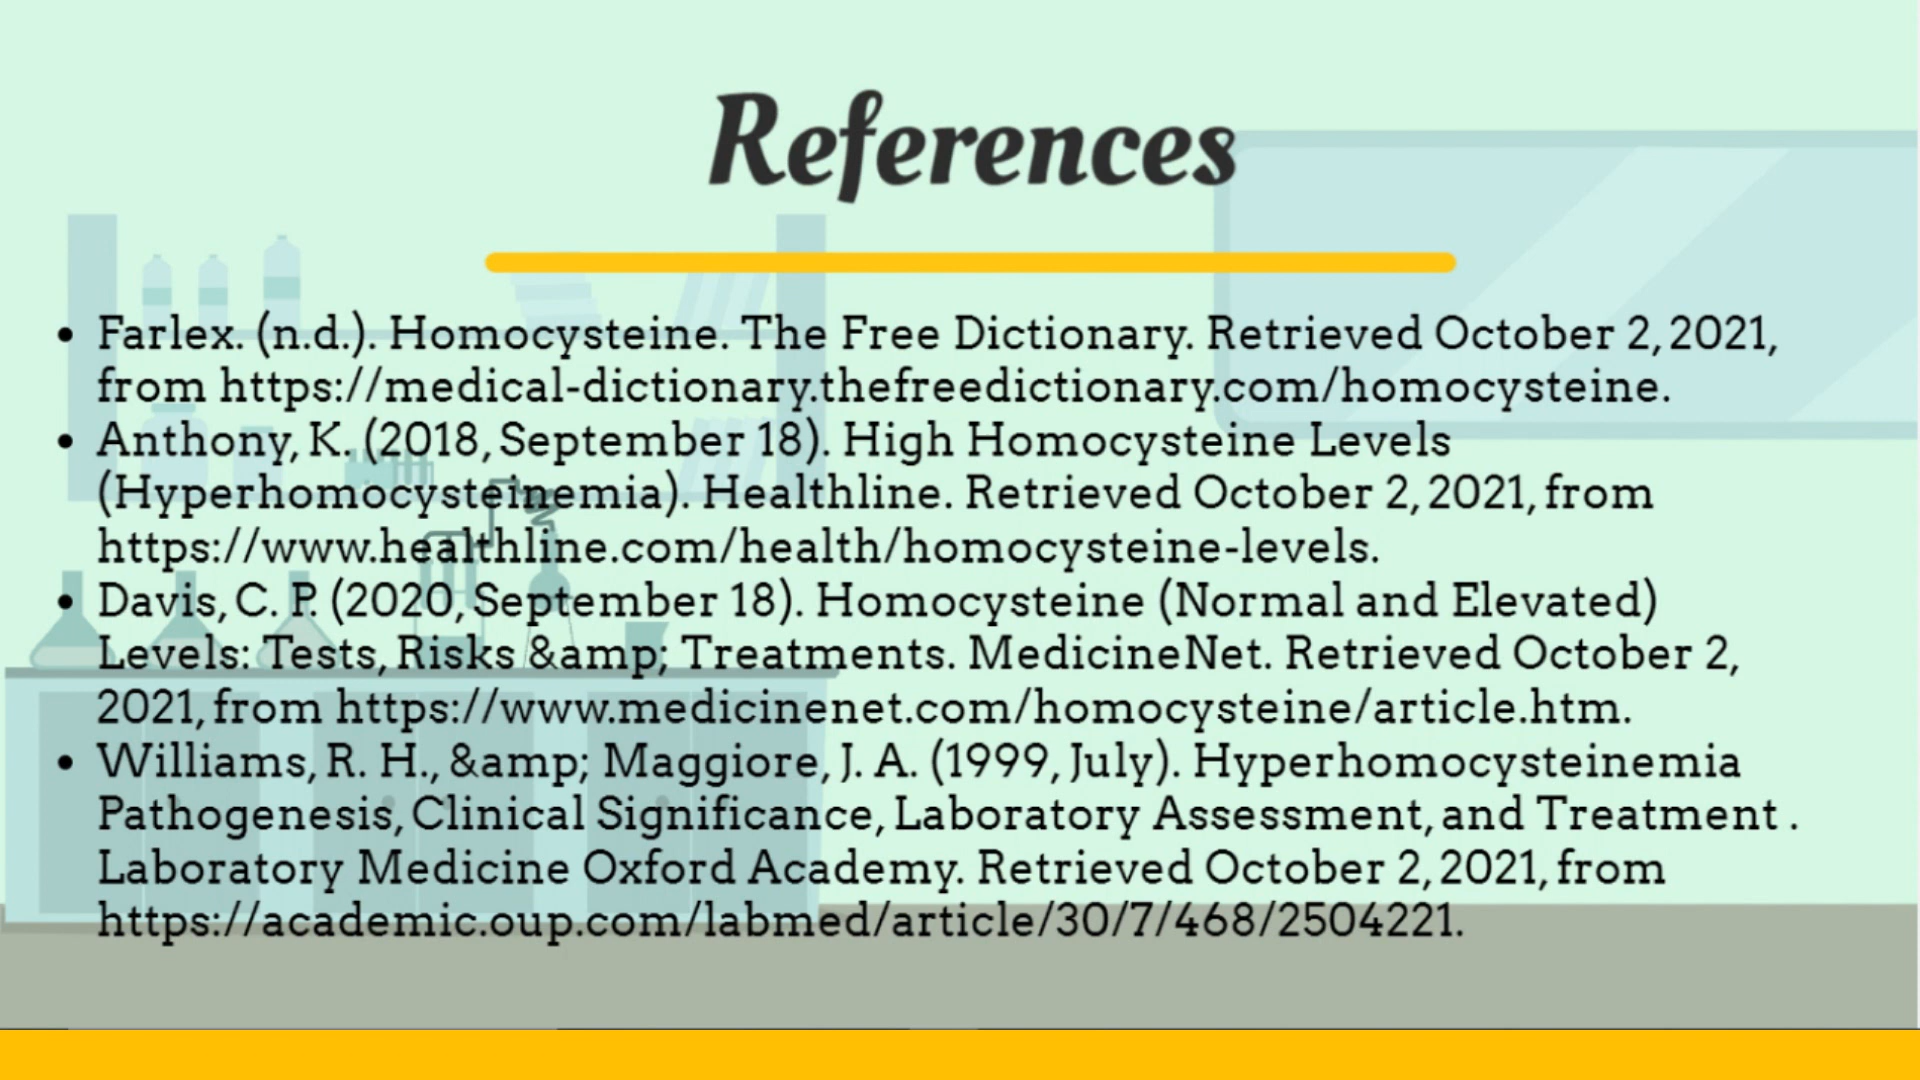 References
• Farlex. (n.d.). Homocysteine. The Free Dictionary. Retrieved October 2, 2021,
from https://medical-dictionary.thefreedictionary.com/homocysteine.
• Anthony, K. (2018, September 18). High Homocysteine Levels
(Hyperhomocysteinemia). Healthline. Retrieved October 2, 2021, from
https://www.healthline.com/health/homocysteine-levels.
• Davis, C. P. (2020, September 18). Homocysteine (Normal and Elevated)
Levels: Tests, Risks &amp; Treatments. MedicineNet. Retrieved October 2,
2021, from https://www.medicinenet.com/homocysteine/article.htm.
• Williams, R. H., &amp; Maggiore, J. A. (1999, July). Hyperhomocysteinemia
Pathogenesis, Clinical Significance, Laboratory Assessment, and Treatment .
Laboratory Medicine Oxford Academy. Retrieved October 2, 2021, from
https://academic.oup.com/labmed/article/30/7/468/2504221.